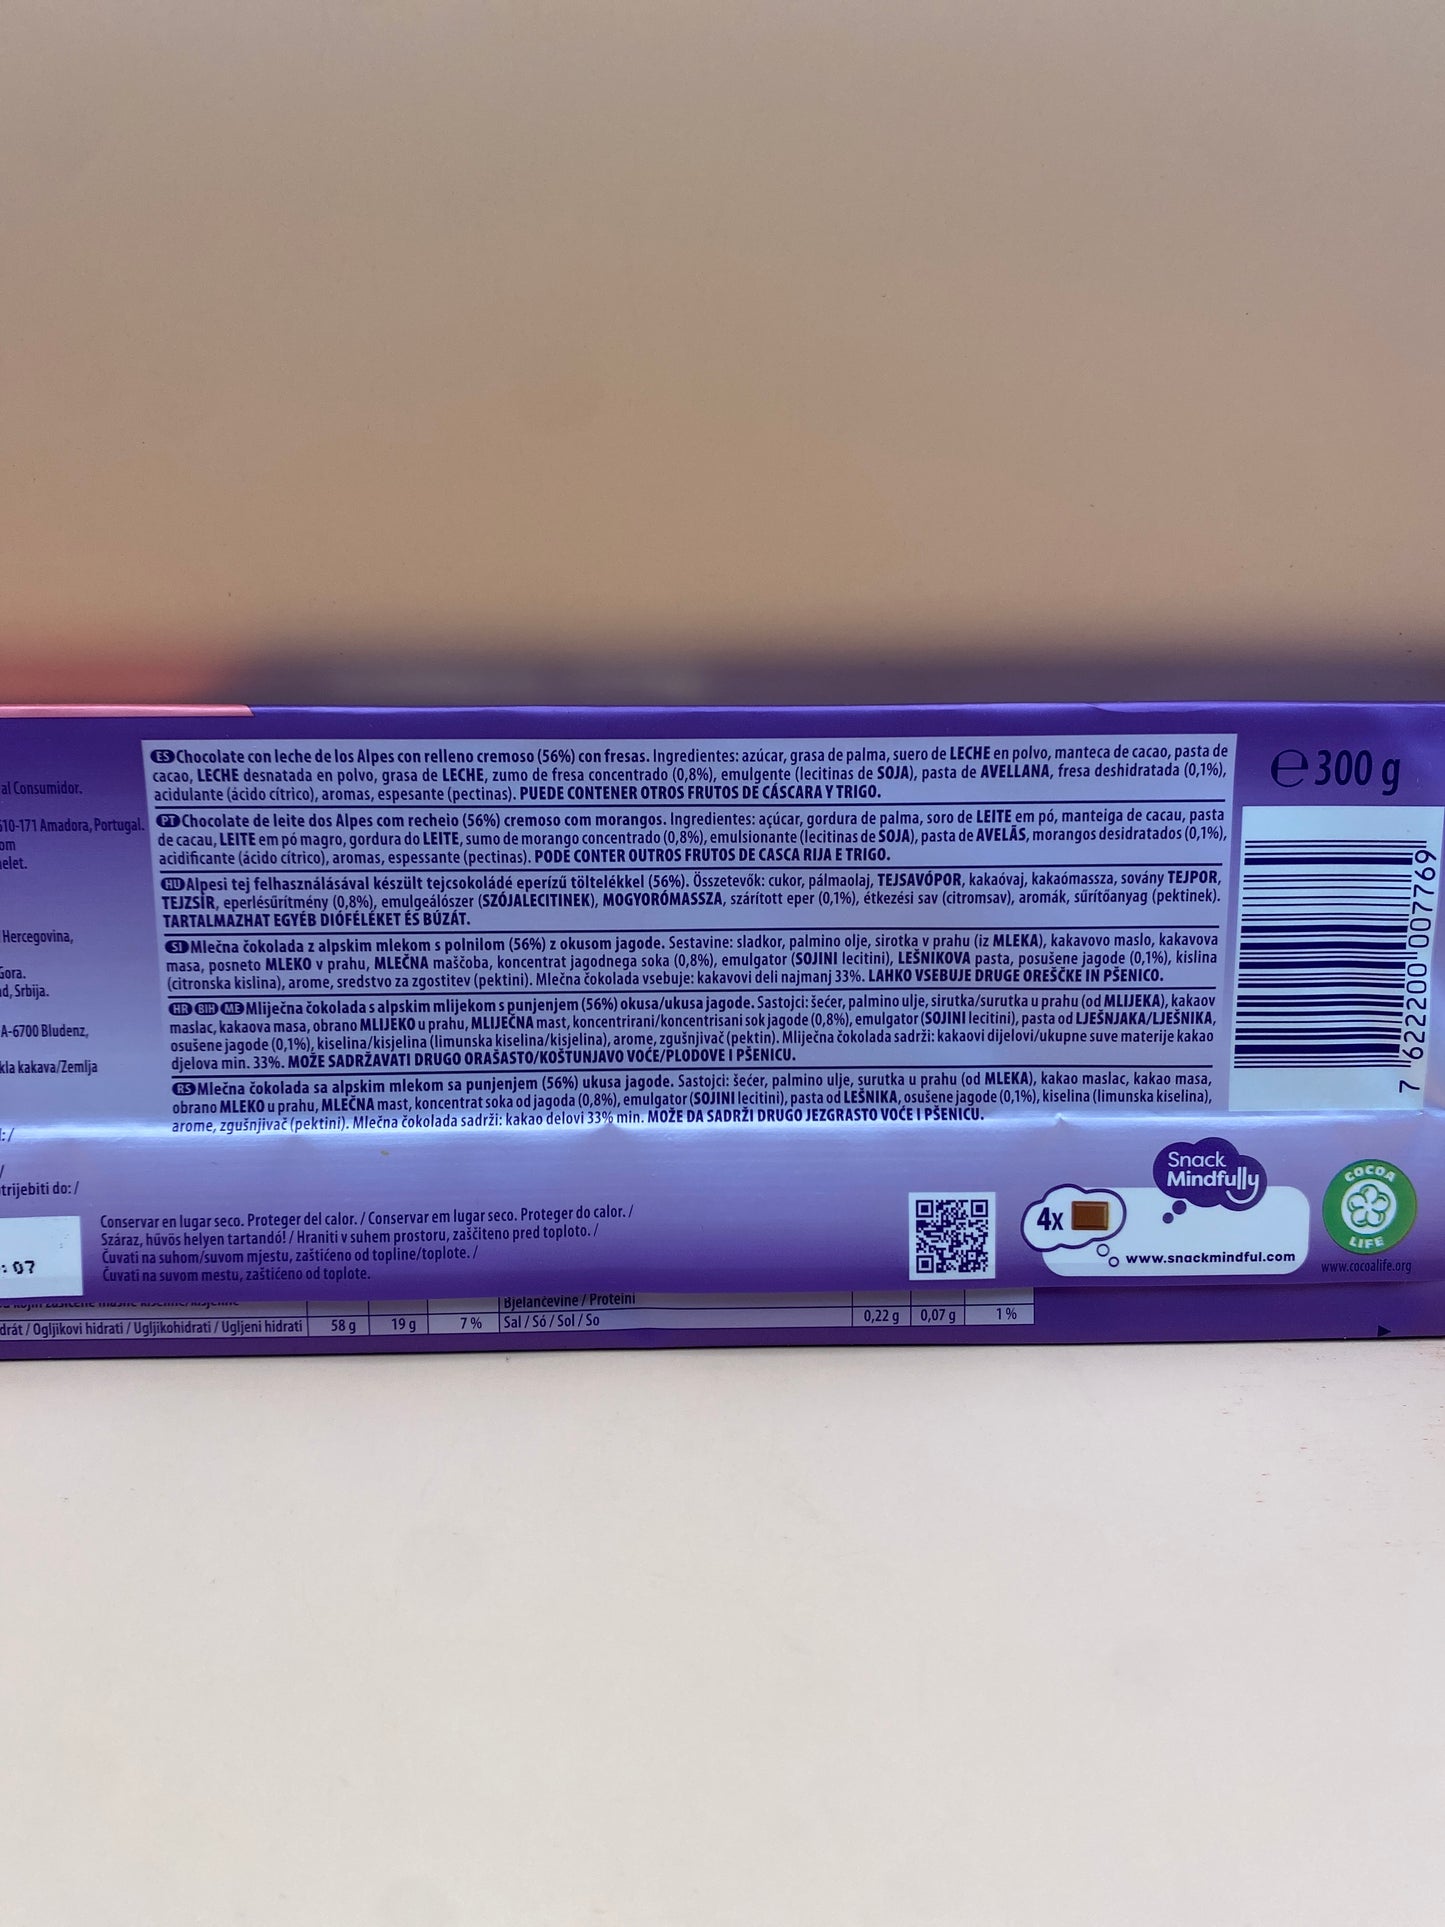 al Consumidor.
610-171 Amadora, Portugal.
om
elet.
Hercegovina,
Gora.
d, Srbija.
A-6700 Bludenz,
kla kakava/Zemlja
trijebiti do: /
: 07
ES Chocolate con leche de los Alpes con relleno cremoso (56%) con fresas. Ingredientes: azúcar, grasa de palma, suero de LECHE en polvo, manteca de cacao, pasta de
cacao, LECHE desnatada en polvo, grasa de LECHE, zumo de fresa concentrado (0,8%), emulgente (lecitinas de SOJA), pasta de AVELLANA, fresa deshidratada (0,1%),
acidulante (ácido cítrico), aromas, espesante (pectinas). PUEDE CONTENER OTROS FRUTOS DE CÁSCARA Y TRIGO.
PT Chocolate de leite dos Alpes com recheio (56%) cremoso com morangos. Ingredientes: açúcar, gordura de palma, soro de LEITE em pó, manteiga de cacau, pasta
de cacau, LEITE em pó magro, gordura do LEITE, sumo de morango concentrado (0,8%), emulsionante (lecitinas de SOJA), pasta de AVELÃS, morangos desidratados (0,1%),
acidificante (ácido cítrico), aromas, espessante (pectinas). PODE CONTER OUTROS FRUTOS DE CASCA RIJA E TRIGO.
HU Alpesi tej felhasználásával készült tejcsokoládé eperízű töltelékkel (56%). Összetevők: cukor, pálmaolaj, TEJSAVÓPOR, kakaóvaj, kakaómassza, sovány TEJPOR,
TEJZSÍR, eperlésűrítmény (0,8%), emulgeálószer (SZÓJALECITINEK), MOGYORÓMASSZA, szárított eper (0,1%), étkezési sav (citromsav), aromák, sűrítőanyag (pektinek).
TARTALMAZHAT EGYÉB DIÓFÉLÉKET ÉS BÚZÁT.
SI Mlečna čokolada z alpskim mlekom s polnilom (56%) z okusom jagode. Sestavine: sladkor, palmino olje, sirotka v prahu (iz MLEKA), kakavovo maslo, kakavova
masa, posneto MLEKO v prahu, MLEČNA maščoba, koncentrat jagodnega soka (0,8%), emulgator (SOJINI lecitini), LEŠNIKOVA pasta, posušene jagode (0,1%), kislina
(citronska kislina), arome, sredstvo za zgostitev (pektini). Mlečna čokolada vsebuje: kakavovi deli najmanj 33%. LAHKO VSEBUJE DRUGE OREŠČKE IN PŠENICO.
HR BIH ME Mliječna čokolada s alpskim mlijekom s punjenjem (56%) okusa/ukusa jagode. Sastojci: šećer, palmino ulje, sirutka/surutka u prahu (od MLIJEKA), kakaov
maslac, kakaova masa, obrano MLIJEKO u prahu, MLIJEČNA mast, koncentrirani/koncentrisani sok jagode (0,8%), emulgator (SOJINI lecitini), pasta od LJEŠNJAKA/LJEŠNIKA,
osušene jagode (0,1%), kiselina/kisjelina (limunska kiselina/kisjelina), arome, zgušnjivač (pektin). Mliječna čokolada sadrži: kakaovi dijelovi/ukupne suve materije kakao
djelova min. 33%. MOŽE SADRŽAVATI DRUGO ORAŠASTO/KOŠTUNJAVO VOĆE/PLODOVE I PŠENICU.
RS Mlečna čokolada sa alpskim mlekom sa punjenjem (56%) ukusa jagode. Sastojci: šećer, palmino ulje, surutka u prahu (od MLEKA), kakao maslac, kakao masa,
obrano MLEKO u prahu, MLEČNA mast, koncentrat soka od jagoda (0,8%), emulgator (SOJINI lecitini), pasta od LEŠNIKA, osušene jagode (0,1%), kiselina (limunska kiselina),
arome, zgušnjivač (pektini). Mlečna čokolada sadrži: kakao delovi 33% min. MOŽE DA SADRŽI DRUGO JEZGRASTO VOĆE I PŠENICU.
e 300 g
7 622200 007769
Conservar en lugar seco. Proteger del calor. / Conservar em lugar seco. Proteger do calor. /
Száraz, hűvös helyen tartandó! / Hraniti v suhem prostoru, zaščiteno pred toploto. /
Čuvati na suhom/suvom mjestu, zaštićeno od topline/toplote. /
Čuvati na suvom mestu, zaštićeno od toplote.
4x
Snack
Mindfully
www.snackmindful.com
COCOA
LIFE
www.cocoalife.org
Bjelančevine / Proteini
drát / Ogljikovi hidrati / Ugljikohidrati / Ugljeni hidrati 58 g 19 g 7 % Sal / Só / Sol / So 0,22 g 0,07 g 1 %